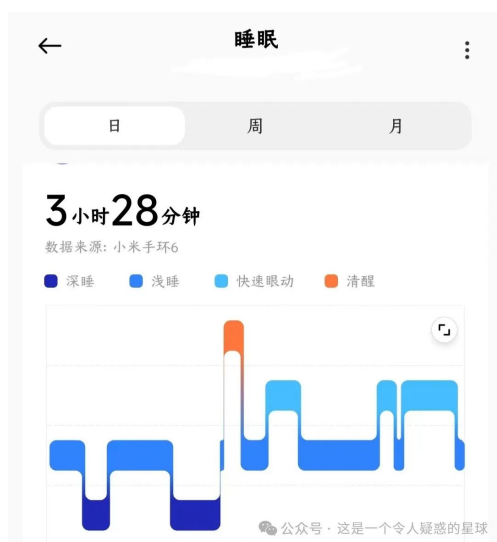 睡眠
日 周 月
3小时28分钟
数据来源: 小米手环6
深睡 浅睡 快速眼动 清醒
公众号 · 这是一个令人疑惑的星球